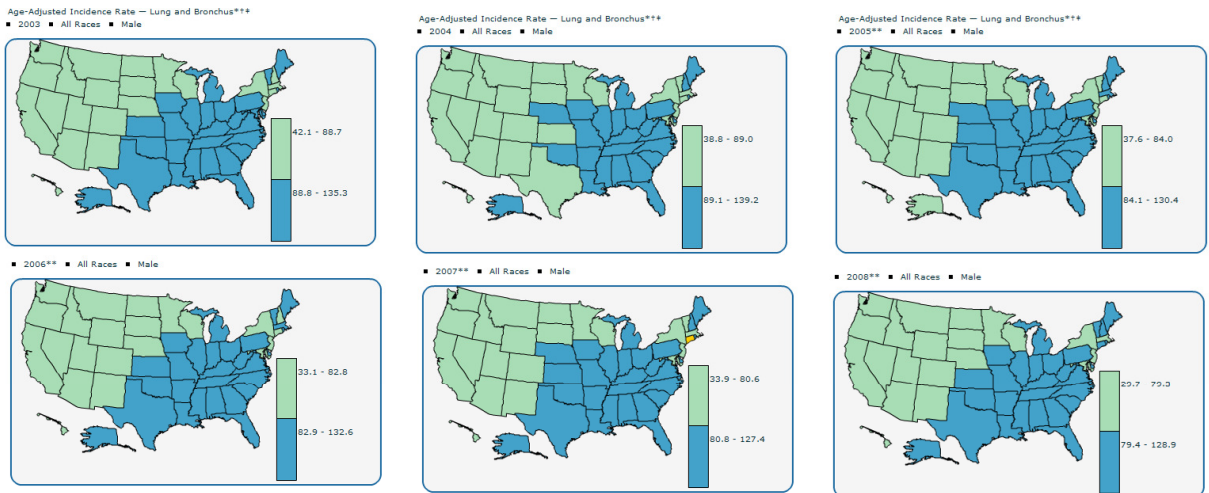 Age-Adjusted Incidence Rate — Lung and Bronchus*†‡
■ 2003 ■ All Races ■ Male
42.1 - 88.7
88.8 - 135.3
Age-Adjusted Incidence Rate — Lung and Bronchus*†‡
■ 2004 ■ All Races ■ Male
38.8 - 89.0
89.1 - 139.2
Age-Adjusted Incidence Rate — Lung and Bronchus*†‡
■ 2005** ■ All Races ■ Male
37.6 - 84.0
84.1 - 130.4
■ 2006** ■ All Races ■ Male
33.1 - 82.8
82.9 - 132.6
■ 2007** ■ All Races ■ Male
33.9 - 80.6
80.8 - 127.4
■ 2008** ■ All Races ■ Male
79.4 - 128.9